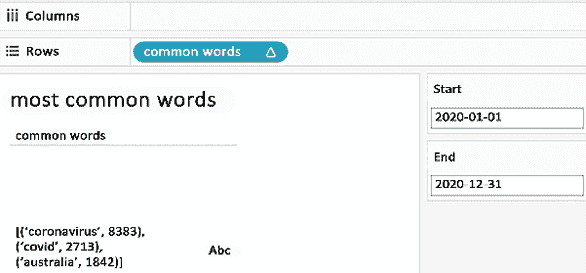 Columns
Rows
common words Δ
most common words
common words
[('coronavirus', 8383),
('covid', 2713),
('australia', 1842)]
Abc
Start
2020-01-01
End
2020-12-31